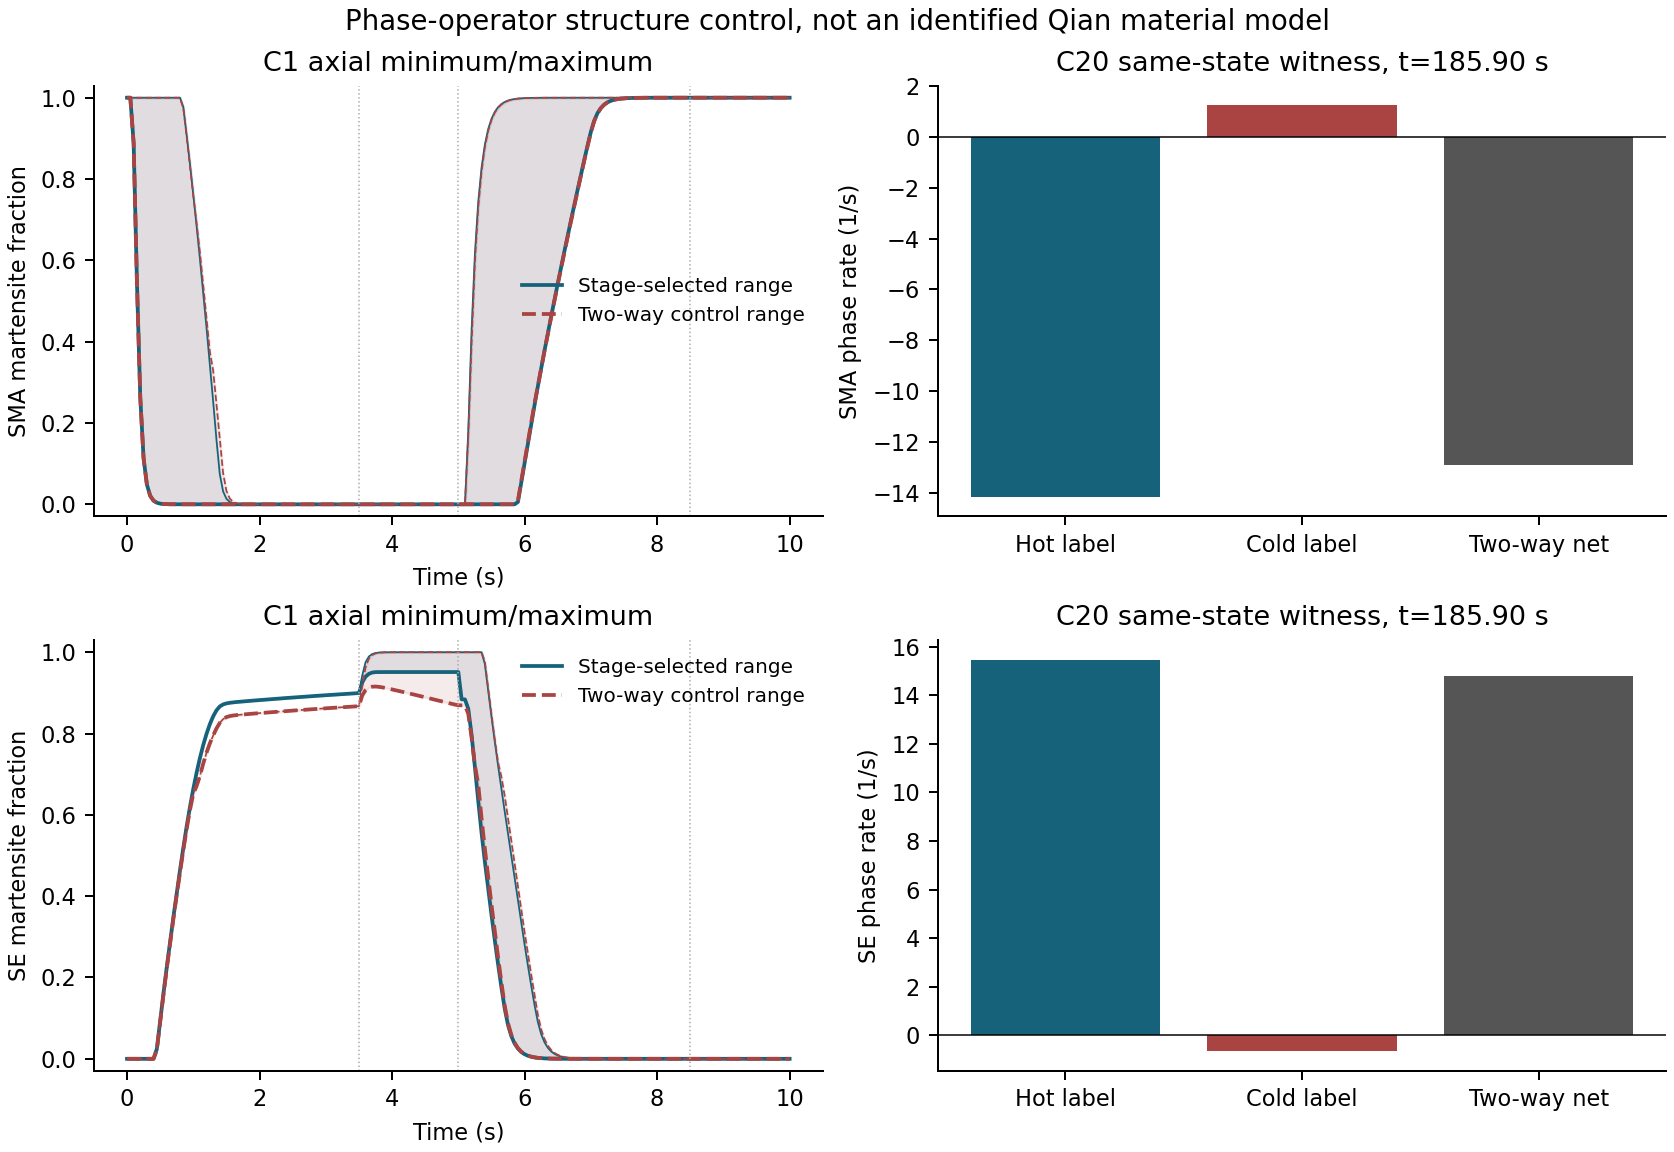 Phase-operator structure control, not an identified Qian material model
C1 axial minimum/maximum
SMA martensite fraction
1.0
0.8
0.6
0.4
0.2
0.0
Stage-selected range
Two-way control range
0 2 4 6 8 10
Time (s)
C20 same-state witness, t=185.90 s
SMA phase rate (1/s)
2
0
−2
−4
−6
−8
−10
−12
−14
Hot label Cold label Two-way net
C1 axial minimum/maximum
SE martensite fraction
1.0
0.8
0.6
0.4
0.2
0.0
Stage-selected range
Two-way control range
0 2 4 6 8 10
Time (s)
C20 same-state witness, t=185.90 s
SE phase rate (1/s)
16
14
12
10
8
6
4
2
0
Hot label Cold label Two-way net